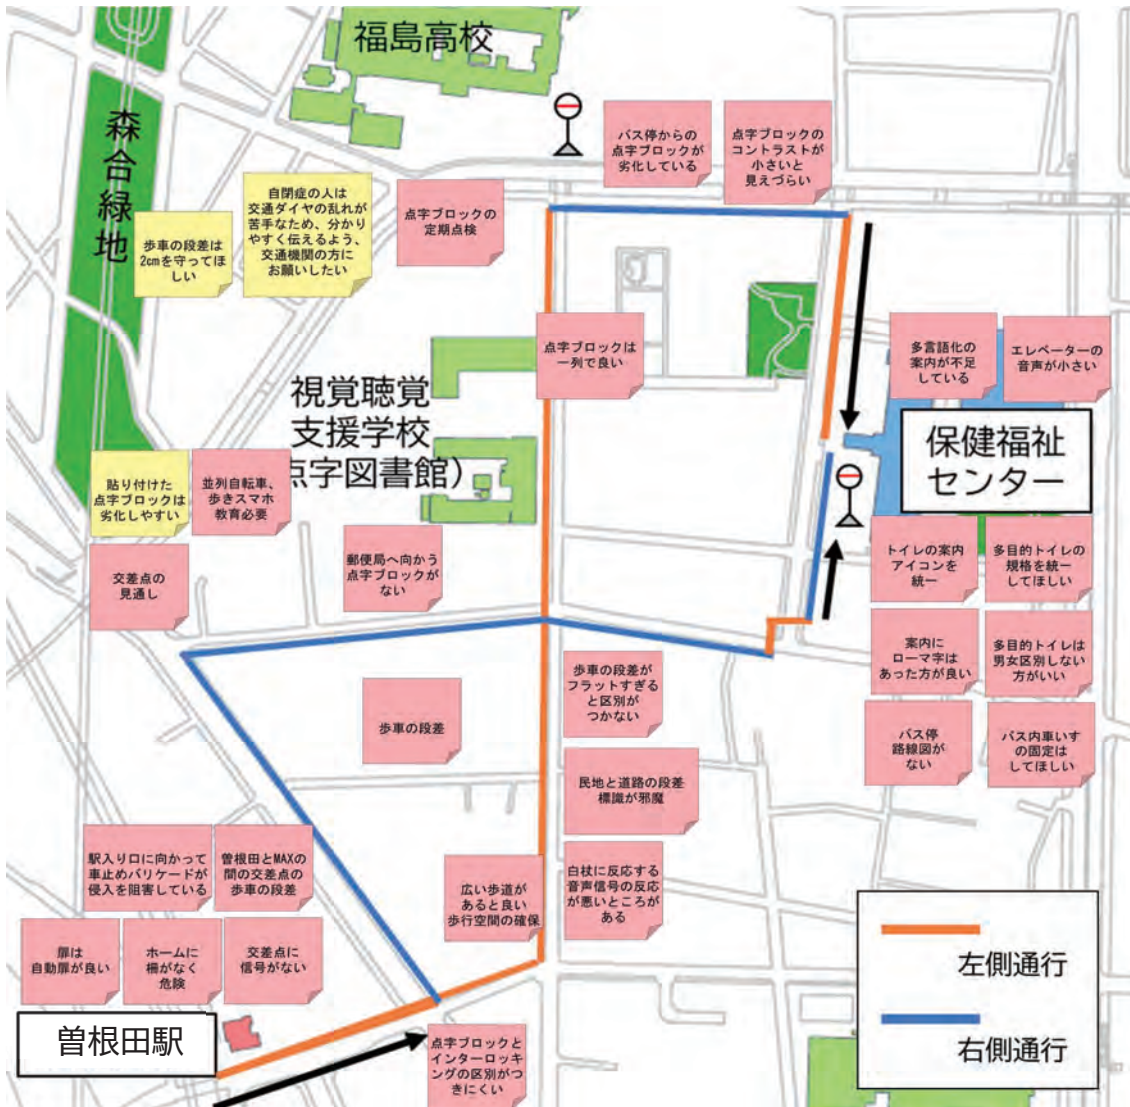 福島高校
森合緑地
バス停からの
点字ブロックが
劣化している
点字ブロックの
コントラストが
小さいと
見えづらい
自閉症の人は
交通ダイヤの乱れが
苦手なため、分かり
やすく伝えるよう、
交通機関の方に
お願いしたい
点字ブロックの
定期点検
歩車の段差は
2cmを守ってほ
しい
点字ブロックは
一列で良い
多言語化の
案内が不足
している
エレベーターの
音声が小さい
視覚聴覚
支援学校
点字図書館）
保健福祉
センター
貼り付けた
点字ブロックは
劣化しやすい
並列自転車、
歩きスマホ
教育必要
郵便局へ向かう
点字ブロックが
ない
交差点の
見通し
トイレの案内
アイコンを
統一
多目的トイレの
規格を統一
してほしい
案内に
ローマ字は
あった方が良い
多目的トイレは
男女区別しない
方がいい
歩車の段差が
フラットすぎる
と区別が
つかない
歩車の段差
バス停
路線図が
ない
バス内車いす
の固定は
してほしい
民地と道路の段差
標識が邪魔
駅入り口に向かって
車止めバリケードが
侵入を阻害している
曽根田とMAXの
間の交差点の
歩車の段差
広い歩道が
あると良い
歩行空間の確保
白杖に反応する
音声信号の反応
が悪いところが
ある
扉は
自動扉が良い
ホームに
柵がなく
危険
交差点に
信号がない
曽根田駅
点字ブロックと
インターロッキ
ングの区別がつ
きにくい
左側通行
右側通行